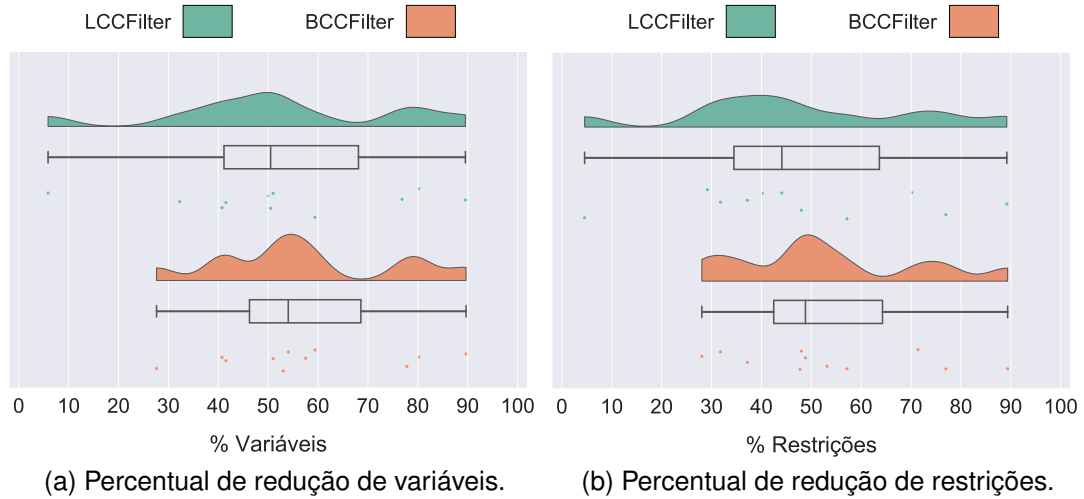 LCCFilter BCCFilter
0 10 20 30 40 50 60 70 80 90 100
% Variáveis
(a) Percentual de redução de variáveis.
LCCFilter BCCFilter
0 10 20 30 40 50 60 70 80 90 100
% Restrições
(b) Percentual de redução de restrições.